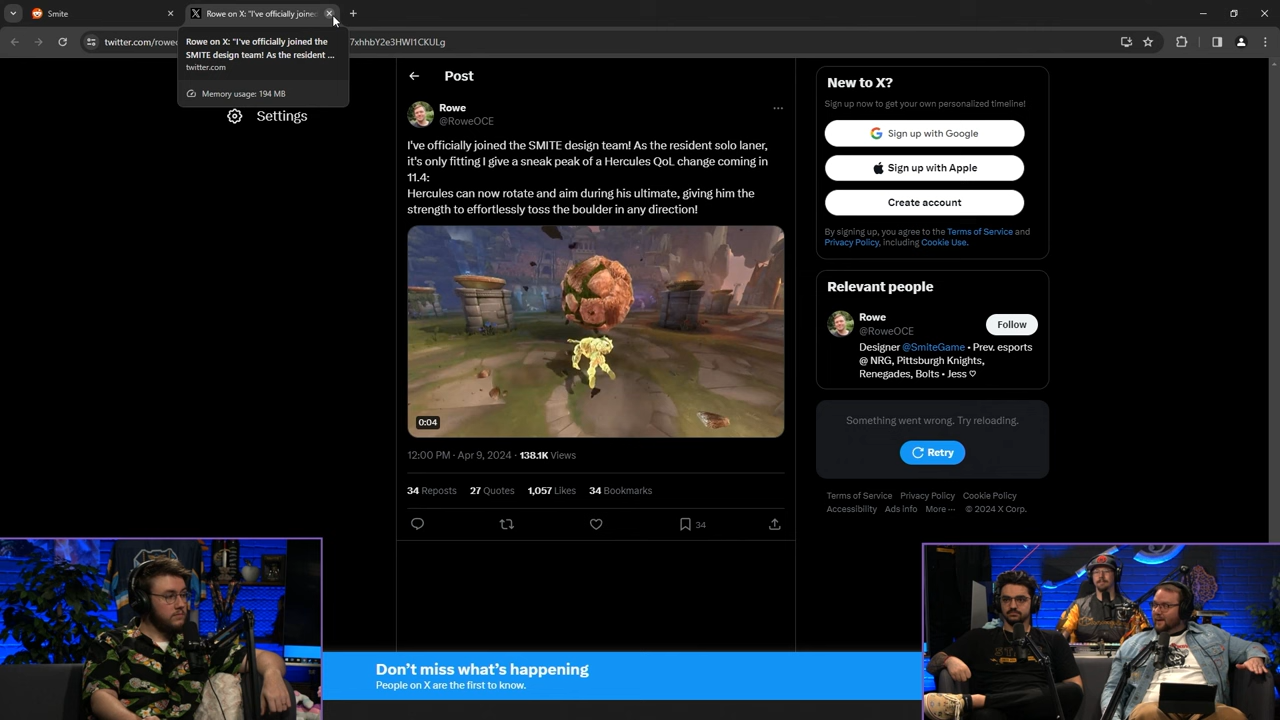 Smite
Rowe on X: "I've officially joined
twitter.com/rowe
7xhhbY2e3HWI1CKULg
Rowe on X: "I've officially joined the
SMITE design team! As the resident ...
twitter.com
Memory usage: 194 MB
Settings
Post
Rowe
@RoweOCE
I've officially joined the SMITE design team! As the resident solo laner,
it's only fitting I give a sneak peak of a Hercules QoL change coming in
11.4:
Hercules can now rotate and aim during his ultimate, giving him the
strength to effortlessly toss the boulder in any direction!
0:04
12:00 PM · Apr 9, 2024 · 138.1K Views
34 Reposts 27 Quotes 1,057 Likes 34 Bookmarks
34
New to X?
Sign up now to get your own personalized timeline!
Sign up with Google
Sign up with Apple
Create account
By signing up, you agree to the Terms of Service and
Privacy Policy, including Cookie Use.
Relevant people
Rowe
@RoweOCE
Follow
Designer @SmiteGame • Prev. esports
@ NRG, Pittsburgh Knights,
Renegades, Bolts • Jess ♡
Something went wrong. Try reloading.
Retry
Terms of Service Privacy Policy Cookie Policy
Accessibility Ads info More ··· © 2024 X Corp.
Don't miss what's happening
People on X are the first to know.